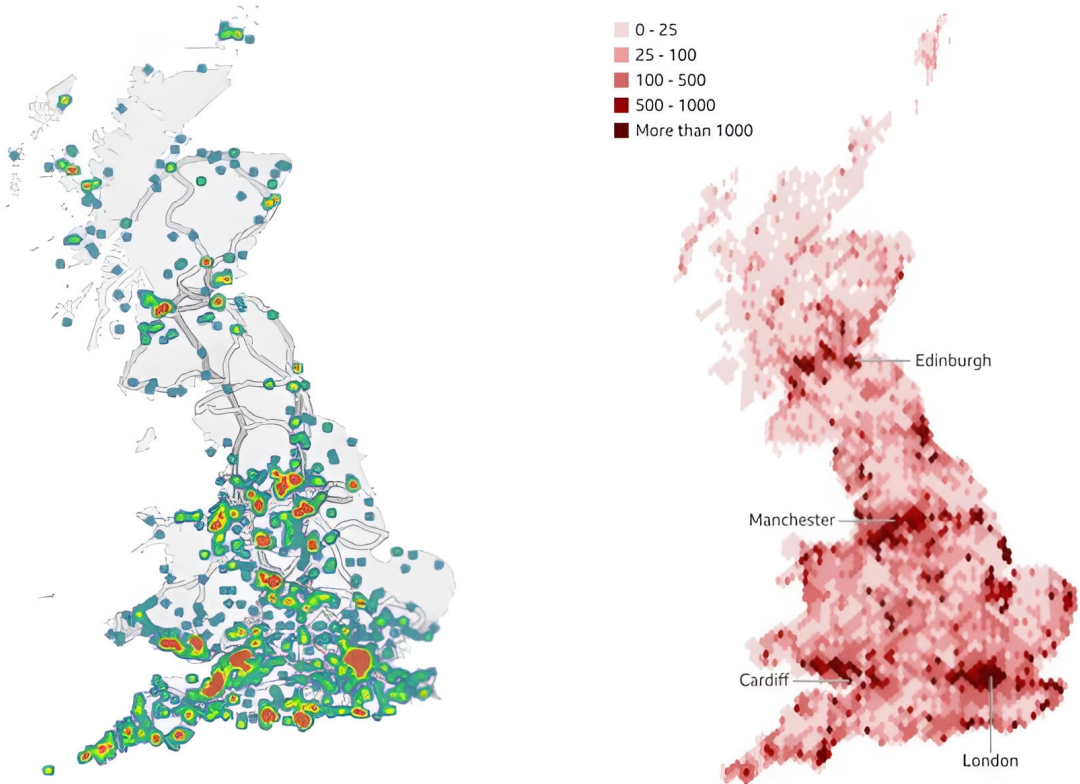 0 - 25
25 - 100
100 - 500
500 - 1000
More than 1000
Edinburgh
Manchester
Cardiff
London